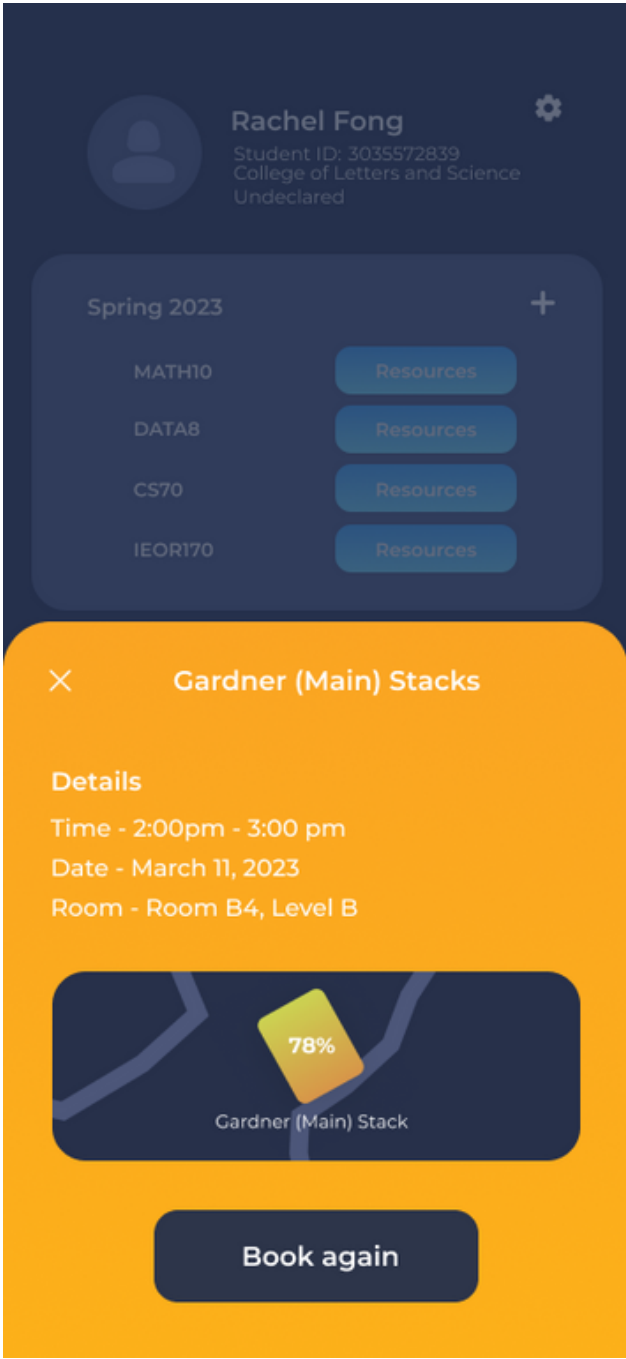 Rachel Fong
Student ID: 3035572839
College of Letters and Science
Undeclared
Spring 2023
MATH10
Resources
DATA8
Resources
CS70
Resources
IEOR170
Resources
Gardner (Main) Stacks
Details
Time - 2:00pm - 3:00 pm
Date - March 11, 2023
Room - Room B4, Level B
78%
Gardner (Main) Stack
Book again